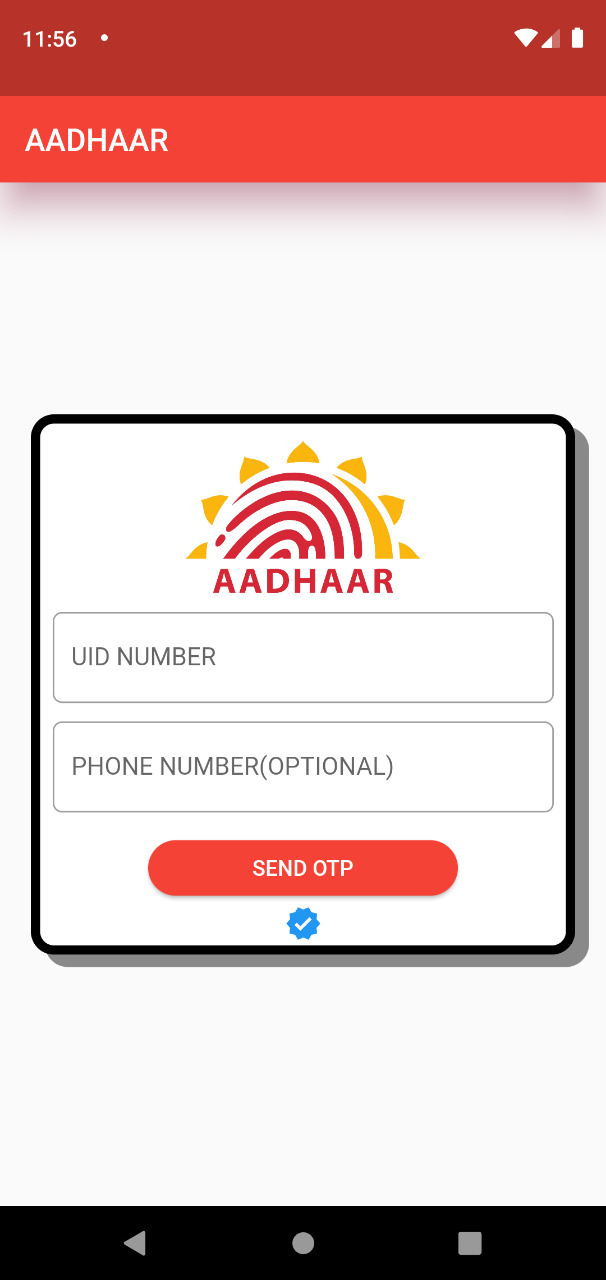 11:56
AADHAAR
AADHAAR
UID NUMBER
PHONE NUMBER(OPTIONAL)
SEND OTP